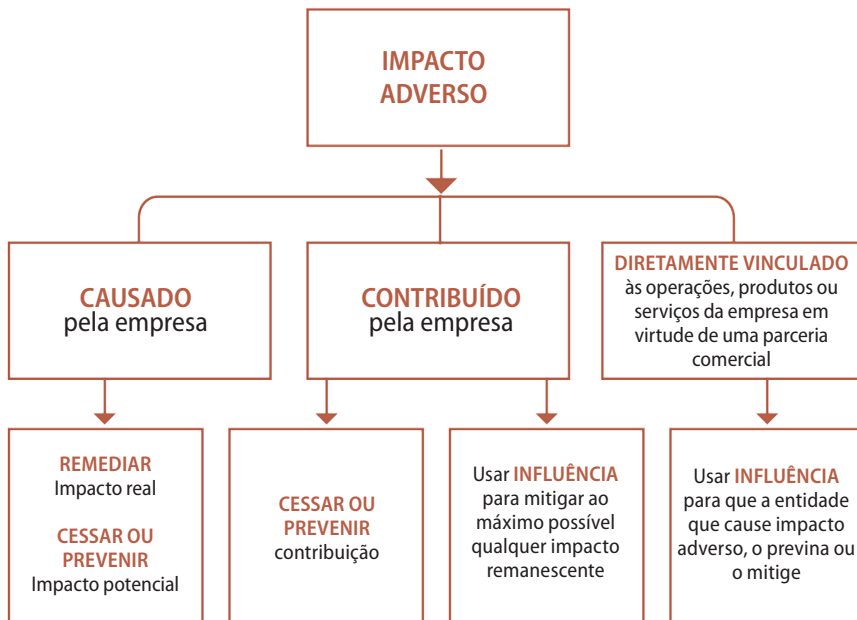 IMPACTO
ADVERSO
CAUSADO
pela empresa
CONTRIBUÍDO
pela empresa
DIRETAMENTE VINCULADO
às operações, produtos ou
serviços da empresa em
virtude de uma parceria
comercial
REMEDIAR
Impacto real
CESSAR OU
PREVENIR
Impacto potencial
CESSAR OU
PREVENIR
contribuição
Usar INFLUÊNCIA
para mitigar ao
máximo possível
qualquer impacto
remanescente
Usar INFLUÊNCIA
para que a entidade
que cause impacto
adverso, o previna ou
o mitige